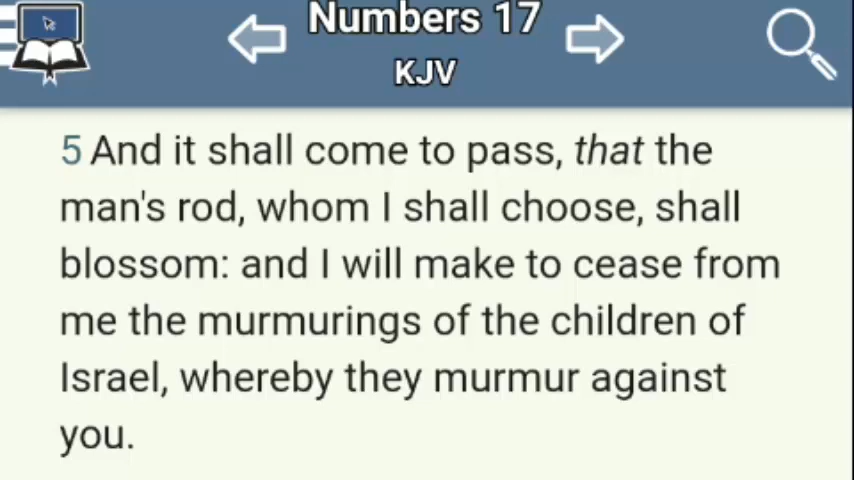 Numbers 17
KJV
5 And it shall come to pass, that the
man's rod, whom I shall choose, shall
blossom: and I will make to cease from
me the murmurings of the children of
Israel, whereby they murmur against
you.